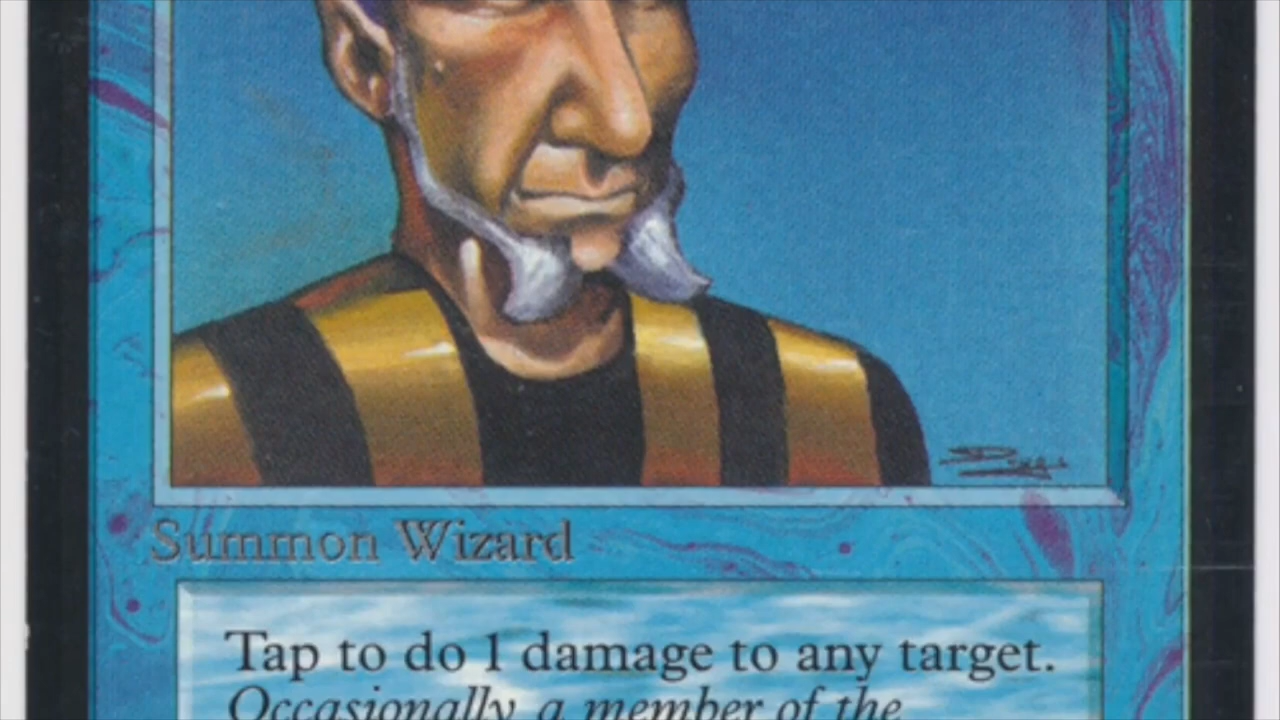 Summon Wizard
Tap to do 1 damage to any target.
Occasionally a member of the